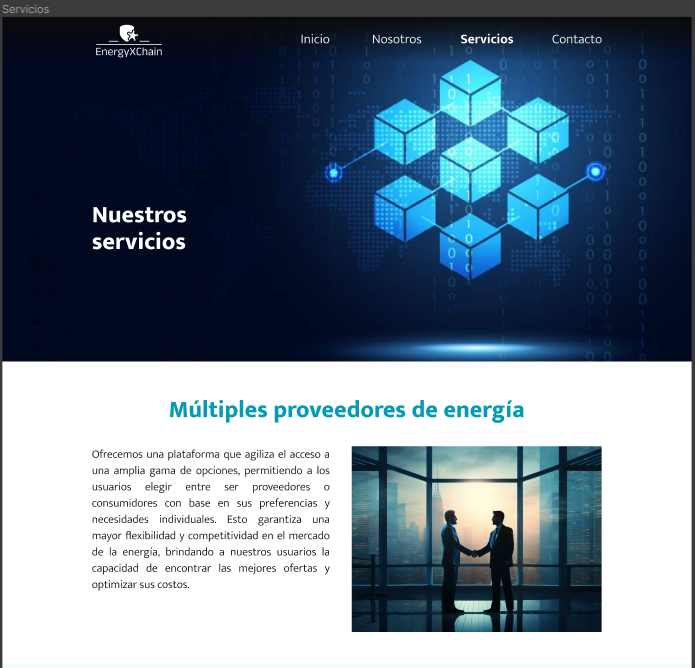 Servicios
EnergyXChain
Inicio Nosotros Servicios Contacto
Nuestros
servicios
Múltiples proveedores de energía
Ofrecemos una plataforma que agiliza el acceso a
una amplia gama de opciones, permitiendo a los
usuarios elegir entre ser proveedores o
consumidores con base en sus preferencias y
necesidades individuales. Esto garantiza una
mayor flexibilidad y competitividad en el mercado
de la energía, brindando a nuestros usuarios la
capacidad de encontrar las mejores ofertas y
optimizar sus costos.